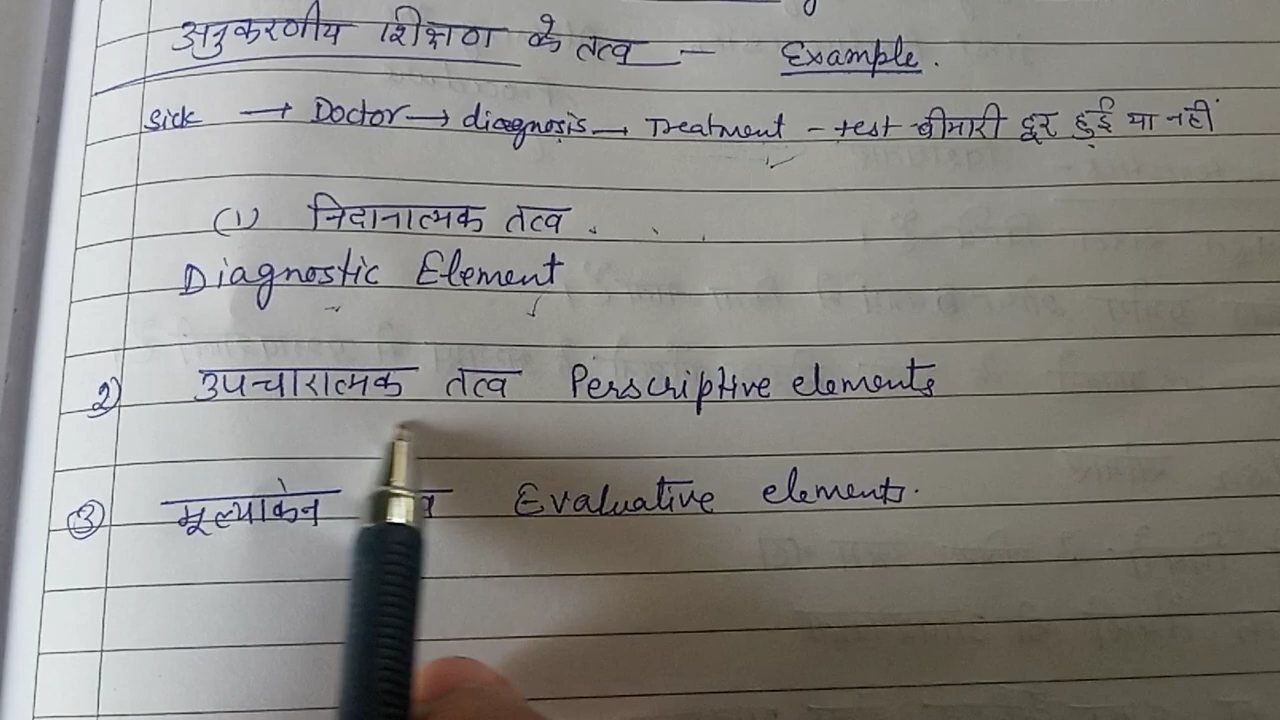 अनुकरणीय शिक्षण के तत्व — Example.
Sick → Doctor → diagnosis → Treatment - test बीमारी दूर हुई या नहीं
(1) निदानात्मक तत्व.
Diagnostic Element
2) उपचारात्मक तत्व Perscriptive elements
③ मूल्याकंन Evaluative elements.